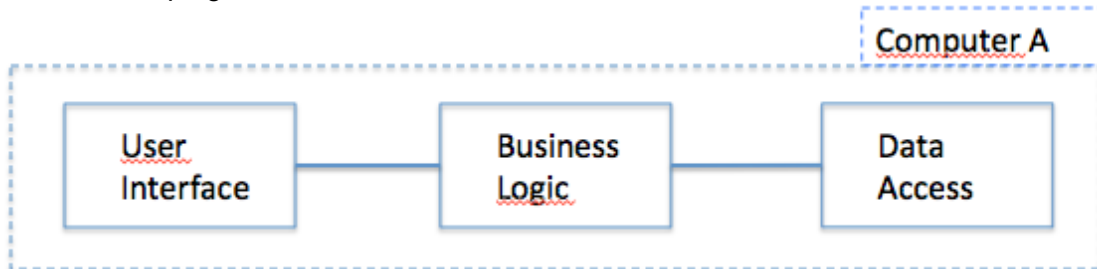 Computer A
User
Interface
Business
Logic
Data
Access